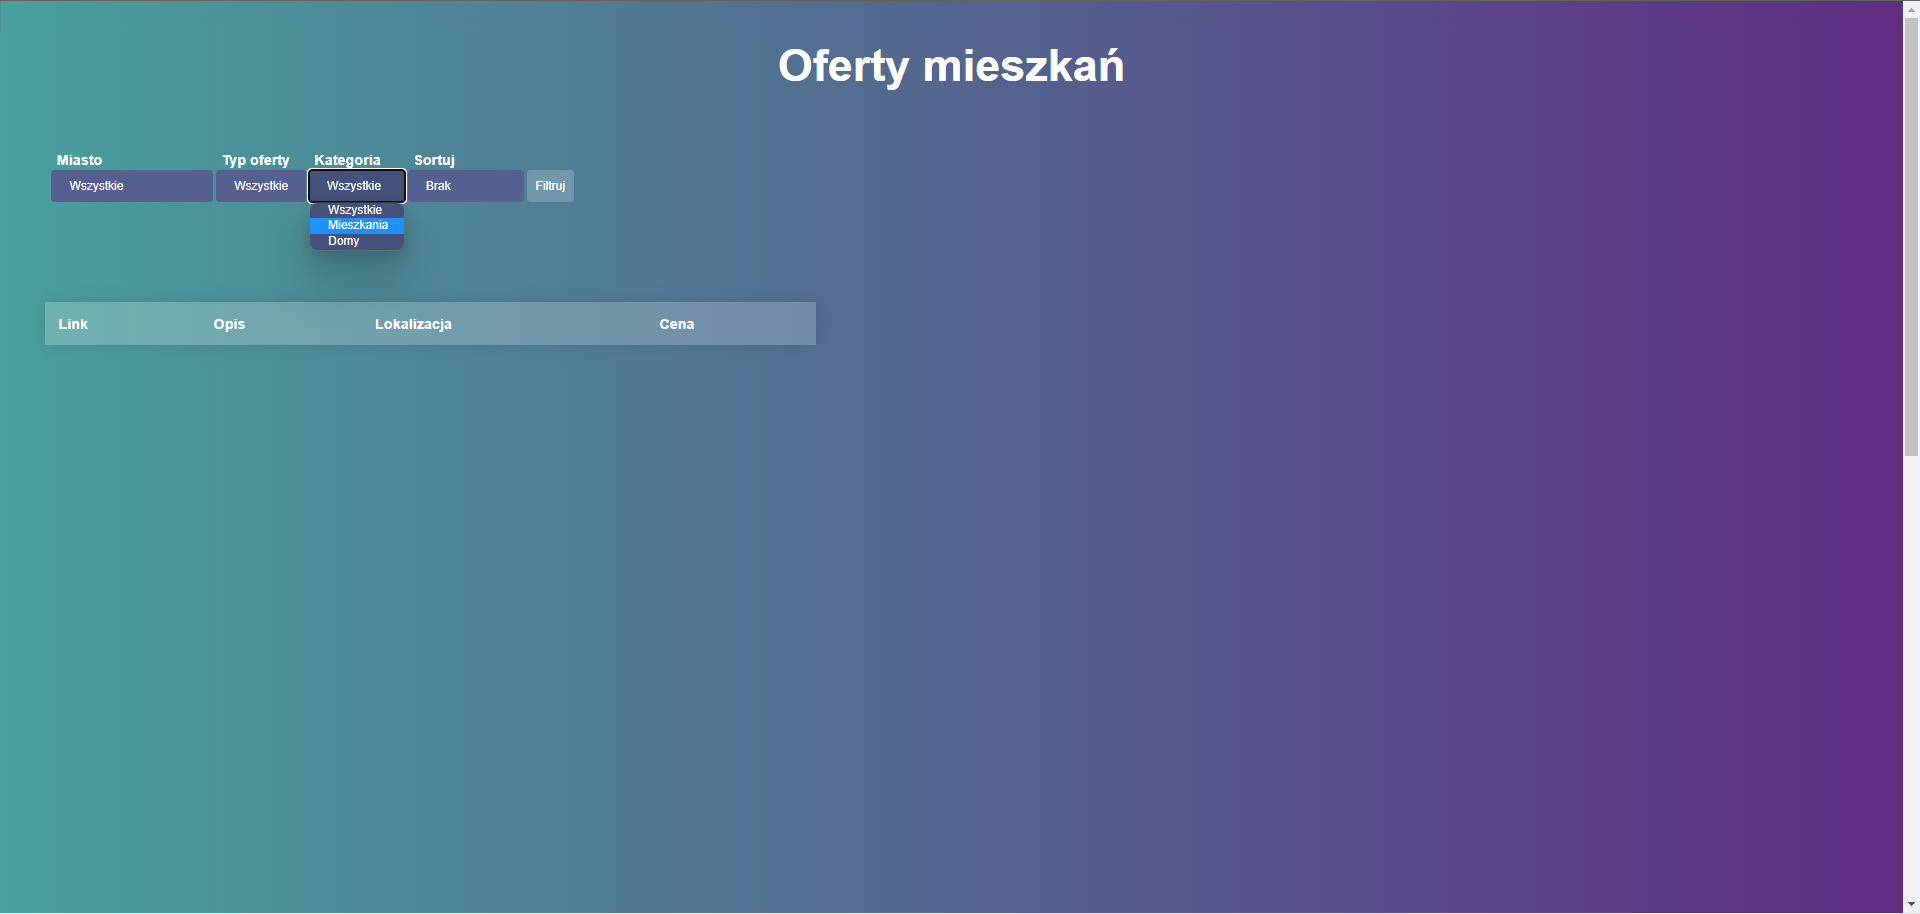 Oferty mieszkań
Miasto Typ oferty Kategoria Sortuj
Wszystkie Wszystkie Wszystkie Brak Filtruj
Wszystkie
Mieszkania
Domy
Link Opis Lokalizacja Cena